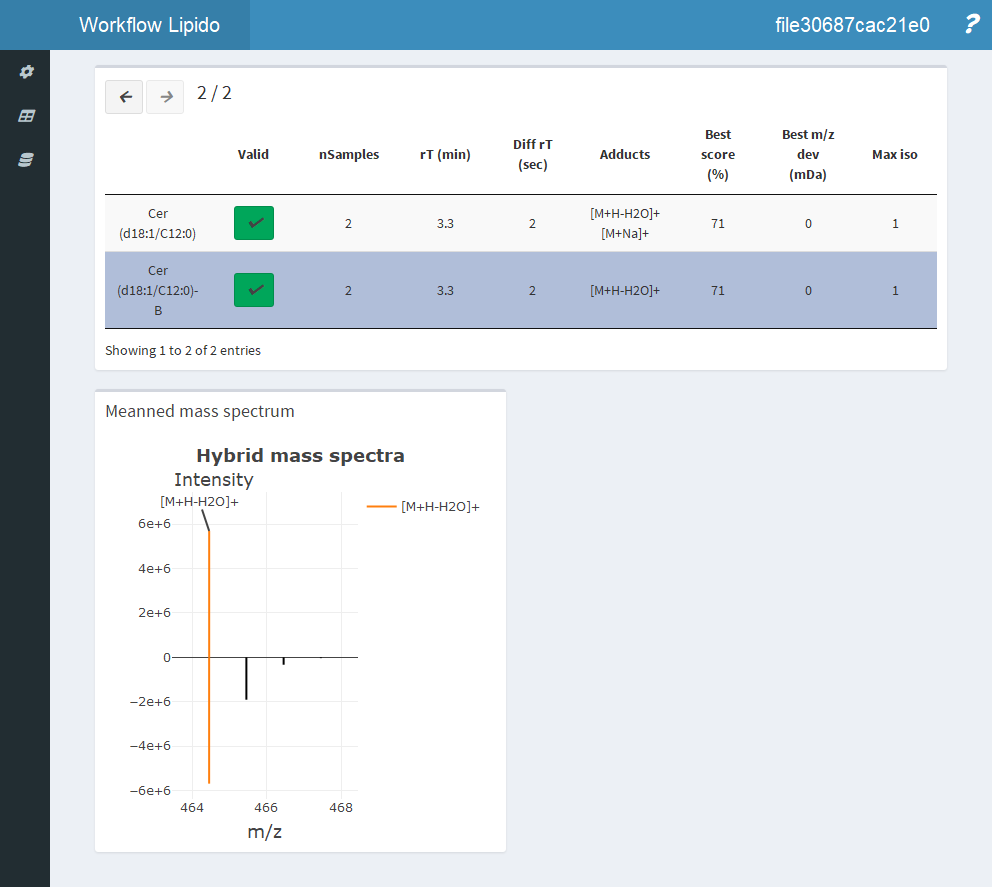 Workflow Lipido
file30687cac21e0
?
2 / 2
Valid nSamples rT (min) Diff rT (sec) Adducts Best score (%) Best m/z dev (mDa) Max iso
Cer (d18:1/C12:0) 2 3.3 2 [M+H-H2O]+ [M+Na]+ 71 0 1
Cer (d18:1/C12:0)-B 2 3.3 2 [M+H-H2O]+ 71 0 1
Showing 1 to 2 of 2 entries
Meanned mass spectrum
Hybrid mass spectra
Intensity
[M+H-H2O]+
[M+H-H2O]+
6e+6
4e+6
2e+6
0
−2e+6
−4e+6
−6e+6
464 466 468
m/z